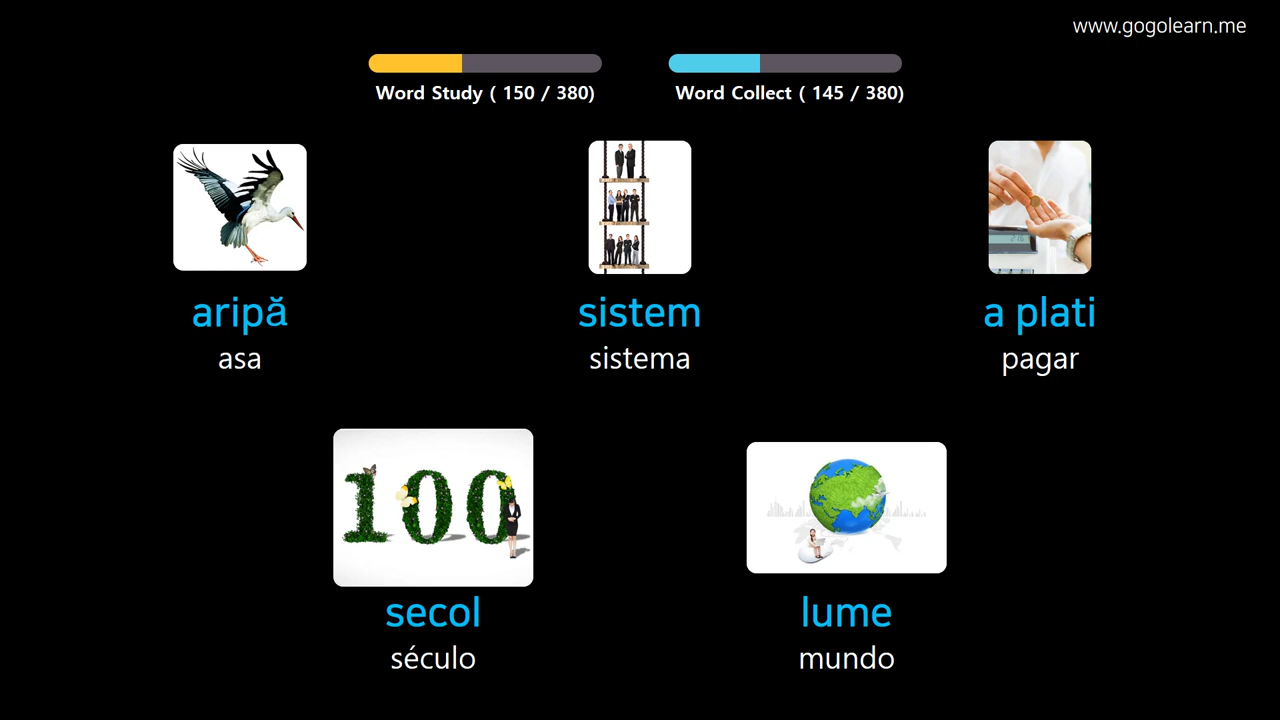 www.gogolearn.me
Word Study ( 150 / 380)
Word Collect ( 145 / 380)
aripă
asa
sistem
sistema
a plati
pagar
100
secol
século
lume
mundo